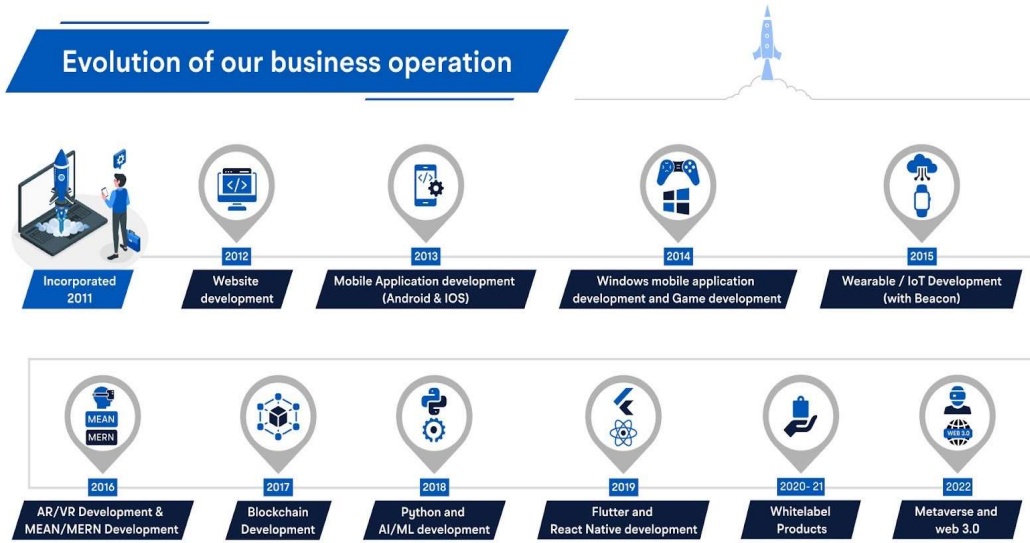 Evolution of our business operation
Incorporated
2011
2012
Website
development
2013
Mobile Application development
(Android & IOS)
2014
Windows mobile application
development and Game development
2015
Wearable / IoT Development
(with Beacon)
MEAN
MERN
2016
AR/VR Development &
MEAN/MERN Development
2017
Blockchain
Development
2018
Python and
AI/ML development
2019
Flutter and
React Native development
2020-21
Whitelabel
Products
WEB 3.0
2022
Metaverse and
web 3.0